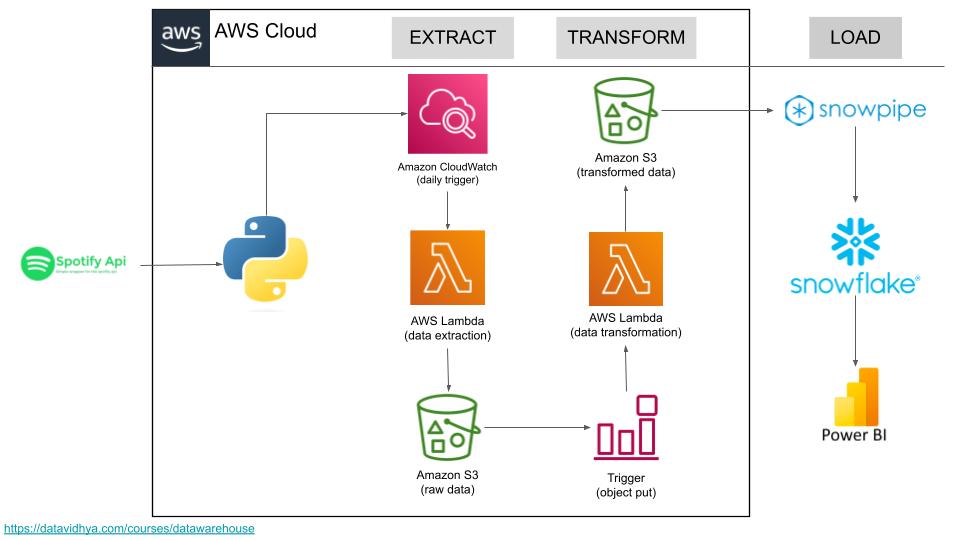 aws
AWS Cloud
EXTRACT
TRANSFORM
LOAD
Amazon CloudWatch
(daily trigger)
Amazon S3
(transformed data)
snowpipe
Spotify Api
AWS Lambda
(data extraction)
AWS Lambda
(data transformation)
snowflake®
Amazon S3
(raw data)
Trigger
(object put)
Power BI
https://datavidhya.com/courses/datawarehouse